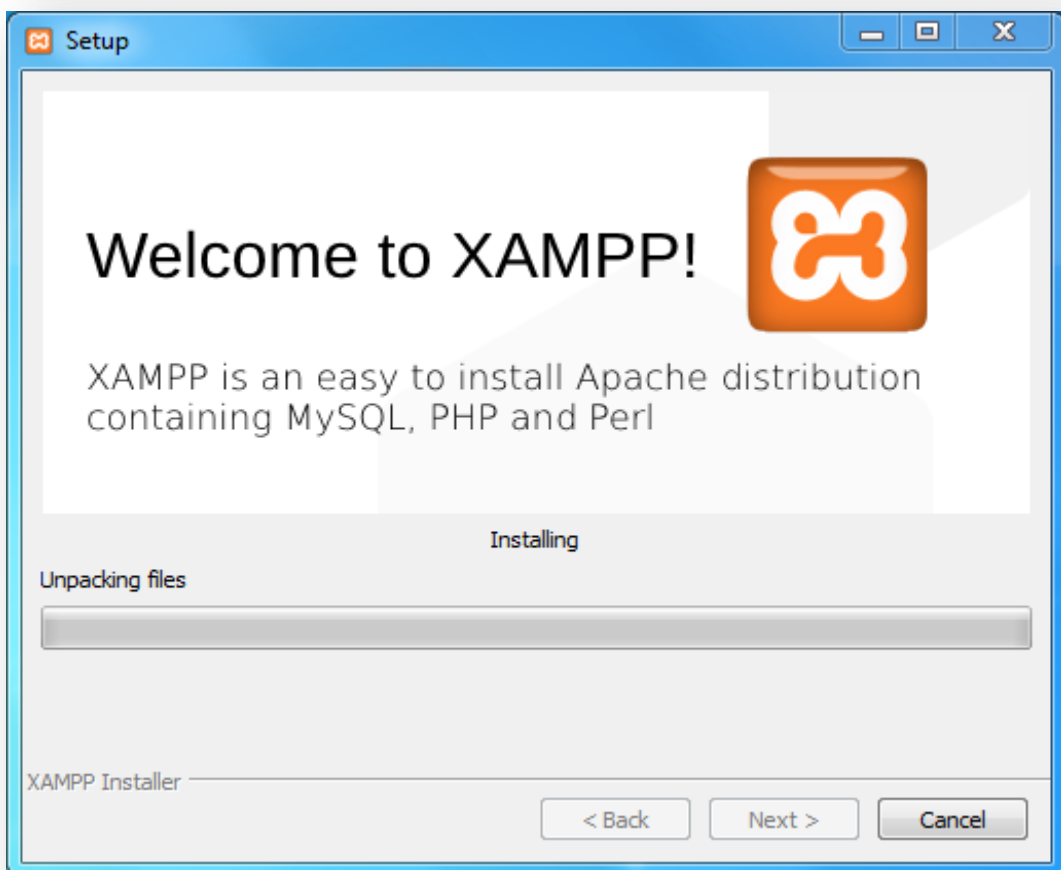 Setup
Welcome to XAMPP!
XAMPP is an easy to install Apache distribution
containing MySQL, PHP and Perl
Installing
Unpacking files
XAMPP Installer
< Back Next > Cancel